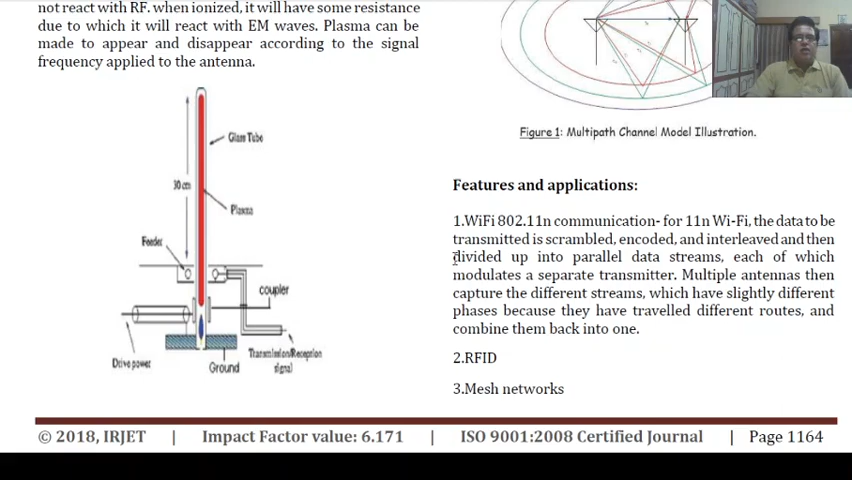 not react with RF. when ionized, it will have some resistance
due to which it will react with EM waves. Plasma can be
made to appear and disappear according to the signal
frequency applied to the antenna.
Glass Tube
30 cm
Plasma
Feeder
coupler
Drive power
Ground
Transmission/Reception
signal
Figure 1: Multipath Channel Model Illustration.
Features and applications:
1.WiFi 802.11n communication- for 11n Wi-Fi, the data to be
transmitted is scrambled, encoded, and interleaved and then
divided up into parallel data streams, each of which
modulates a separate transmitter. Multiple antennas then
capture the different streams, which have slightly different
phases because they have travelled different routes, and
combine them back into one.
2.RFID
3.Mesh networks
© 2018, IRJET | Impact Factor value: 6.171 | ISO 9001:2008 Certified Journal | Page 1164